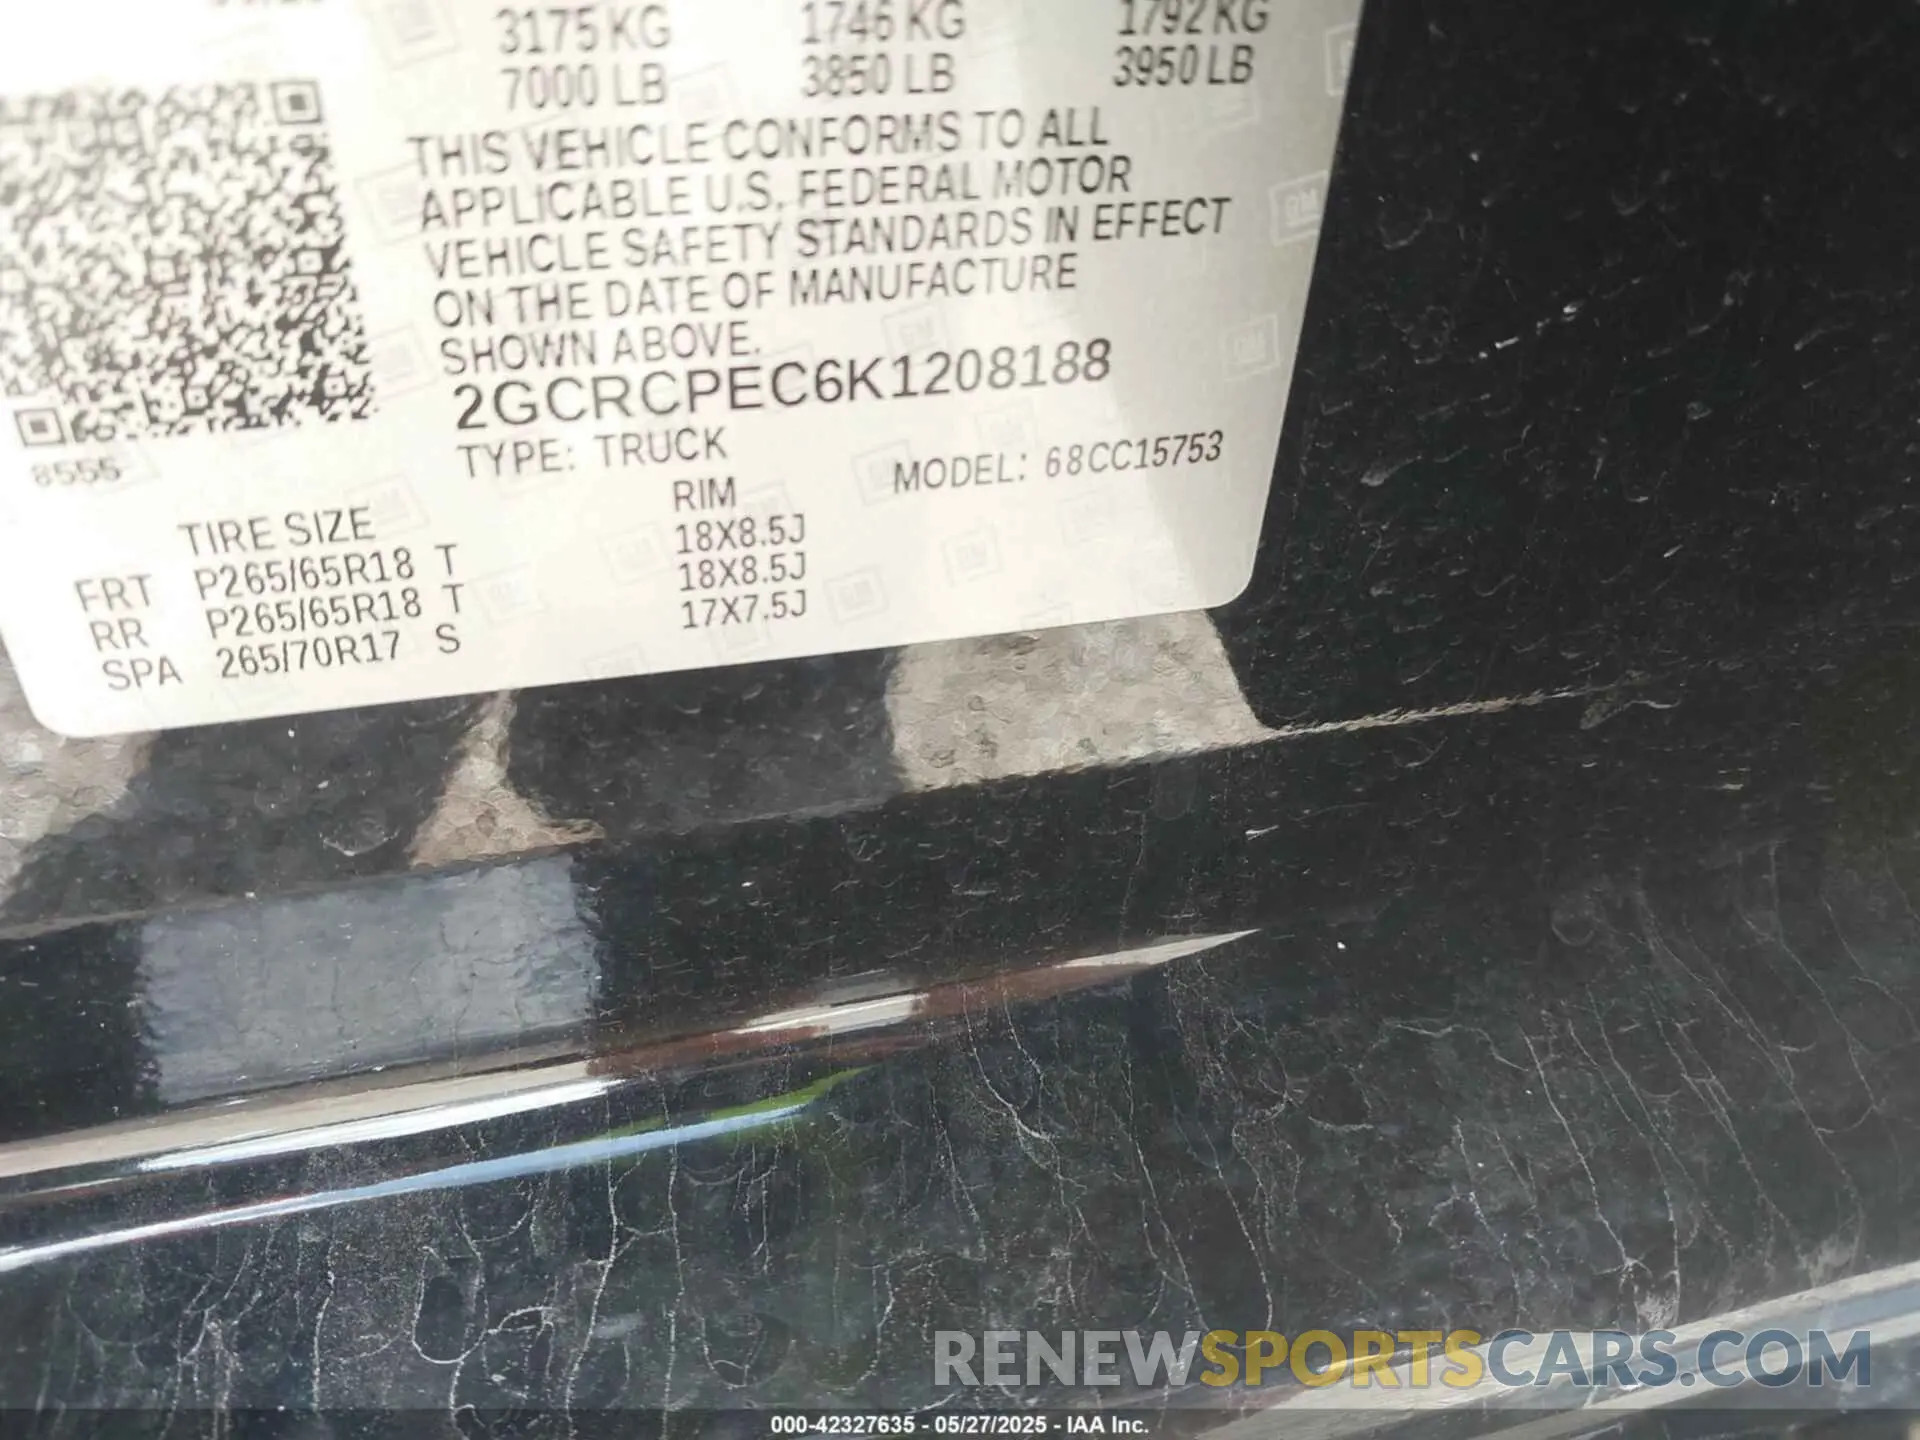 3175 KG 1746 KG 1792 KG
7000 LB 3850 LB 3950 LB
THIS VEHICLE CONFORMS TO ALL
APPLICABLE U.S. FEDERAL MOTOR
VEHICLE SAFETY STANDARDS IN EFFECT
ON THE DATE OF MANUFACTURE
SHOWN ABOVE.
2GCRCPEC6K1208188
TYPE: TRUCK MODEL: 68CC15753
8555
TIRE SIZE RIM
FRT P265/65R18 T 18X8.5J
RR P265/65R18 T 18X8.5J
SPA 265/70R17 S 17X7.5J
RENEWSPORTSCARS.COM
000-42327635 - 05/27/2025 - IAA Inc.